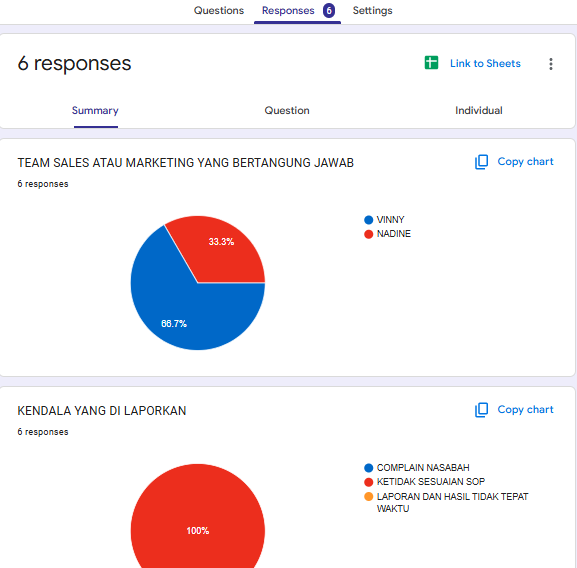 Questions Responses 6 Settings
6 responses
Link to Sheets
Summary Question Individual
TEAM SALES ATAU MARKETING YANG BERTANGUNG JAWAB
Copy chart
6 responses
VINNY
NADINE
33.3%
66.7%
KENDALA YANG DI LAPORKAN
Copy chart
6 responses
COMPLAIN NASABAH
KETIDAK SESUAIAN SOP
LAPORAN DAN HASIL TIDAK TEPAT
WAKTU
100%